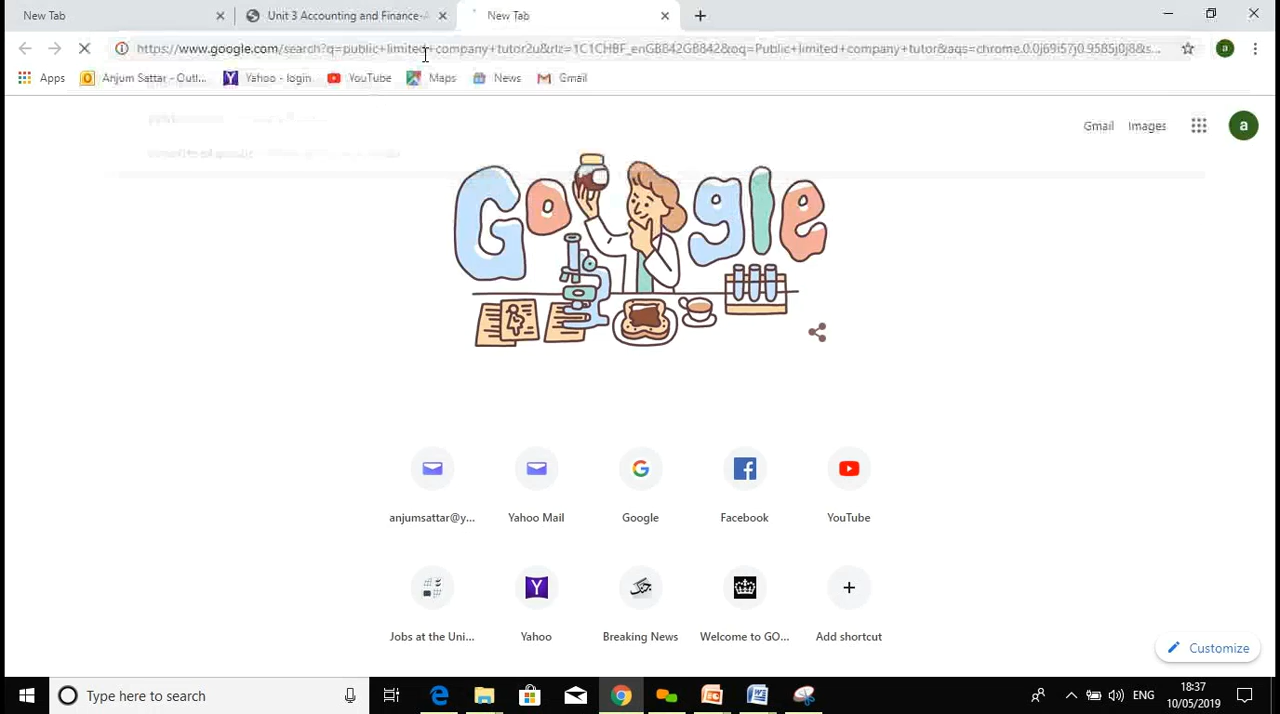 New Tab
Unit 3 Accounting and Finance-A
New Tab
https://www.google.com/search?q=public+limited+company+tutor2u&rlz=1C1CHBF_enGB842GB842&oq=Public+limited+company+tutor&aqs=chrome.0.0j69i57j0.9585j0j8&s...
a
Apps
Anjum Sattar - Outl...
Yahoo - login
YouTube
Maps
News
Gmail
Gmail
Images
a
Google
anjumsattar@y...
Yahoo Mail
Google
Facebook
YouTube
Jobs at the Uni...
Yahoo
جنگ
Breaking News
Welcome to GO...
Add shortcut
Customize
Type here to search
ENG
18:37
10/05/2019